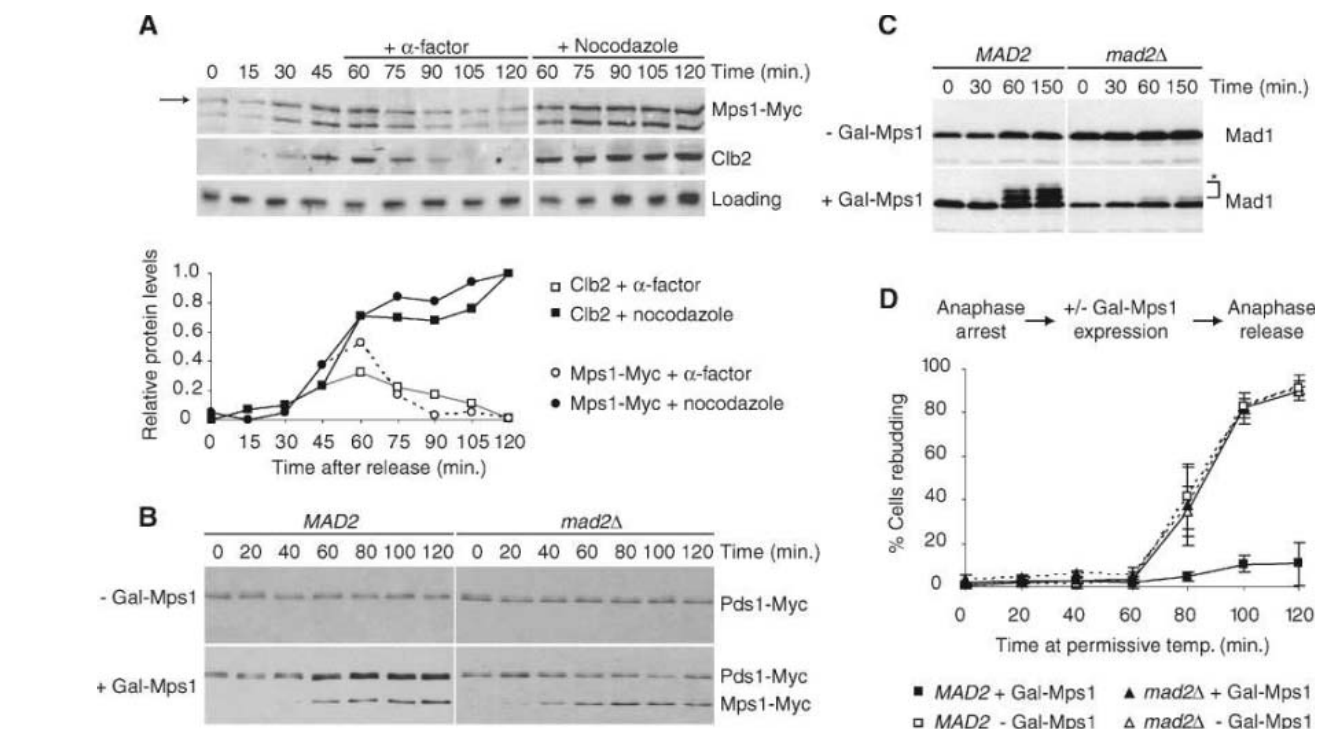 A
+ α-factor
+ Nocodazole
0 15 30 45 60 75 90 105 120 60 75 90 105 120 Time (min.)
Mps1-Myc
Clb2
Loading
Relative protein levels
1.0
0.8
0.6
0.4
0.2
0
0 15 30 45 60 75 90 105 120
Time after release (min.)
Clb2 + α-factor
Clb2 + nocodazole
Mps1-Myc + α-factor
Mps1-Myc + nocodazole
B
MAD2 mad2Δ
0 20 40 60 80 100 120 0 20 40 60 80 100 120 Time (min.)
- Gal-Mps1 Pds1-Myc
+ Gal-Mps1 Pds1-Myc
Mps1-Myc
C
MAD2 mad2Δ
0 30 60 150 0 30 60 150 Time (min.)
- Gal-Mps1 Mad1
*
+ Gal-Mps1 Mad1
D
Anaphase arrest
+/- Gal-Mps1 expression
Anaphase release
% Cells rebudding
100
80
60
40
20
0
0 20 40 60 80 100 120
Time at permissive temp. (min.)
MAD2 + Gal-Mps1 mad2Δ + Gal-Mps1
MAD2 - Gal-Mps1 mad2Δ - Gal-Mps1